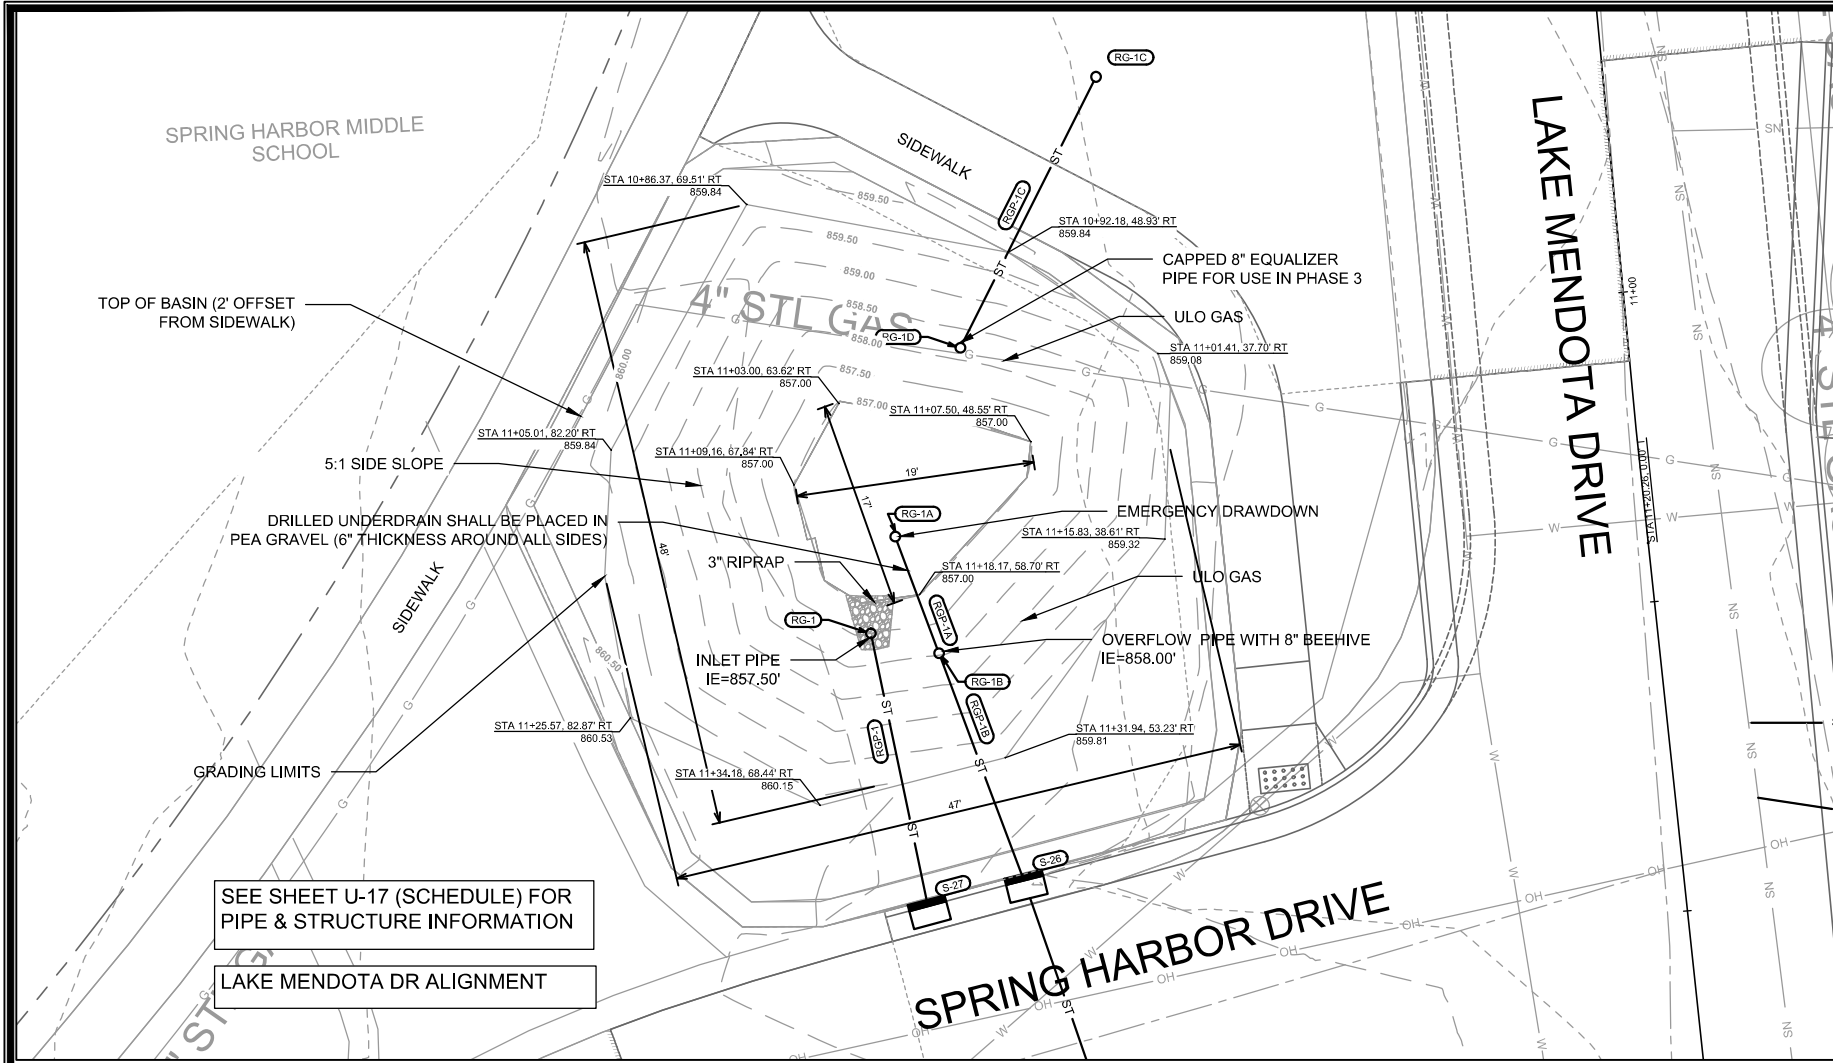 RG-1C
SPRING HARBOR MIDDLE
SCHOOL
SIDEWALK
ST
RGP-1C
ST
STA 10+86.37, 69.51' RT
859.84
859.50
STA 10+92.18, 48.93' RT
859.84
859.50
CAPPED 8" EQUALIZER
PIPE FOR USE IN PHASE 3
859.00
TOP OF BASIN (2' OFFSET
FROM SIDEWALK)
4" STL GAS
858.50
ULO GAS
858.00
RG-1D
STA 11+01.41, 37.70' RT
859.08
860.00
STA 11+03.00, 63.62' RT
857.00
857.50
857.00
STA 11+07.50, 48.55' RT
857.00
LAKE MENDOTA DRIVE
11+00
STA 11+05.01, 82.20' RT
859.84
STA 11+09.16, 67.84' RT
857.00
5:1 SIDE SLOPE
19'
17'
RG-1A
EMERGENCY DRAWDOWN
DRILLED UNDERDRAIN SHALL BE PLACED IN
PEA GRAVEL (6" THICKNESS AROUND ALL SIDES)
48'
STA 11+15.83, 38.61' RT
859.32
3" RIPRAP
STA 11+18.17, 58.70' RT
857.00
ULO GAS
SIDEWALK
RG-1
RGP-1A
OVERFLOW PIPE WITH 8" BEEHIVE
IE=858.00'
INLET PIPE
IE=857.50'
860.50
RG-1B
ST
RGP-1B
STA 11+25.57, 82.87' RT
860.53
RGP-1
STA 11+31.94, 53.23' RT
859.81
GRADING LIMITS
STA 11+34.18, 68.44' RT
860.15
ST
47'
ST
S-26
S-27
SEE SHEET U-17 (SCHEDULE) FOR
PIPE & STRUCTURE INFORMATION
LAKE MENDOTA DR ALIGNMENT
SPRING HARBOR DRIVE
ST
G
G
G
G
G
G
G
W
W
W
W
SN
SN
SN
OH
OH
OH
OH
OH